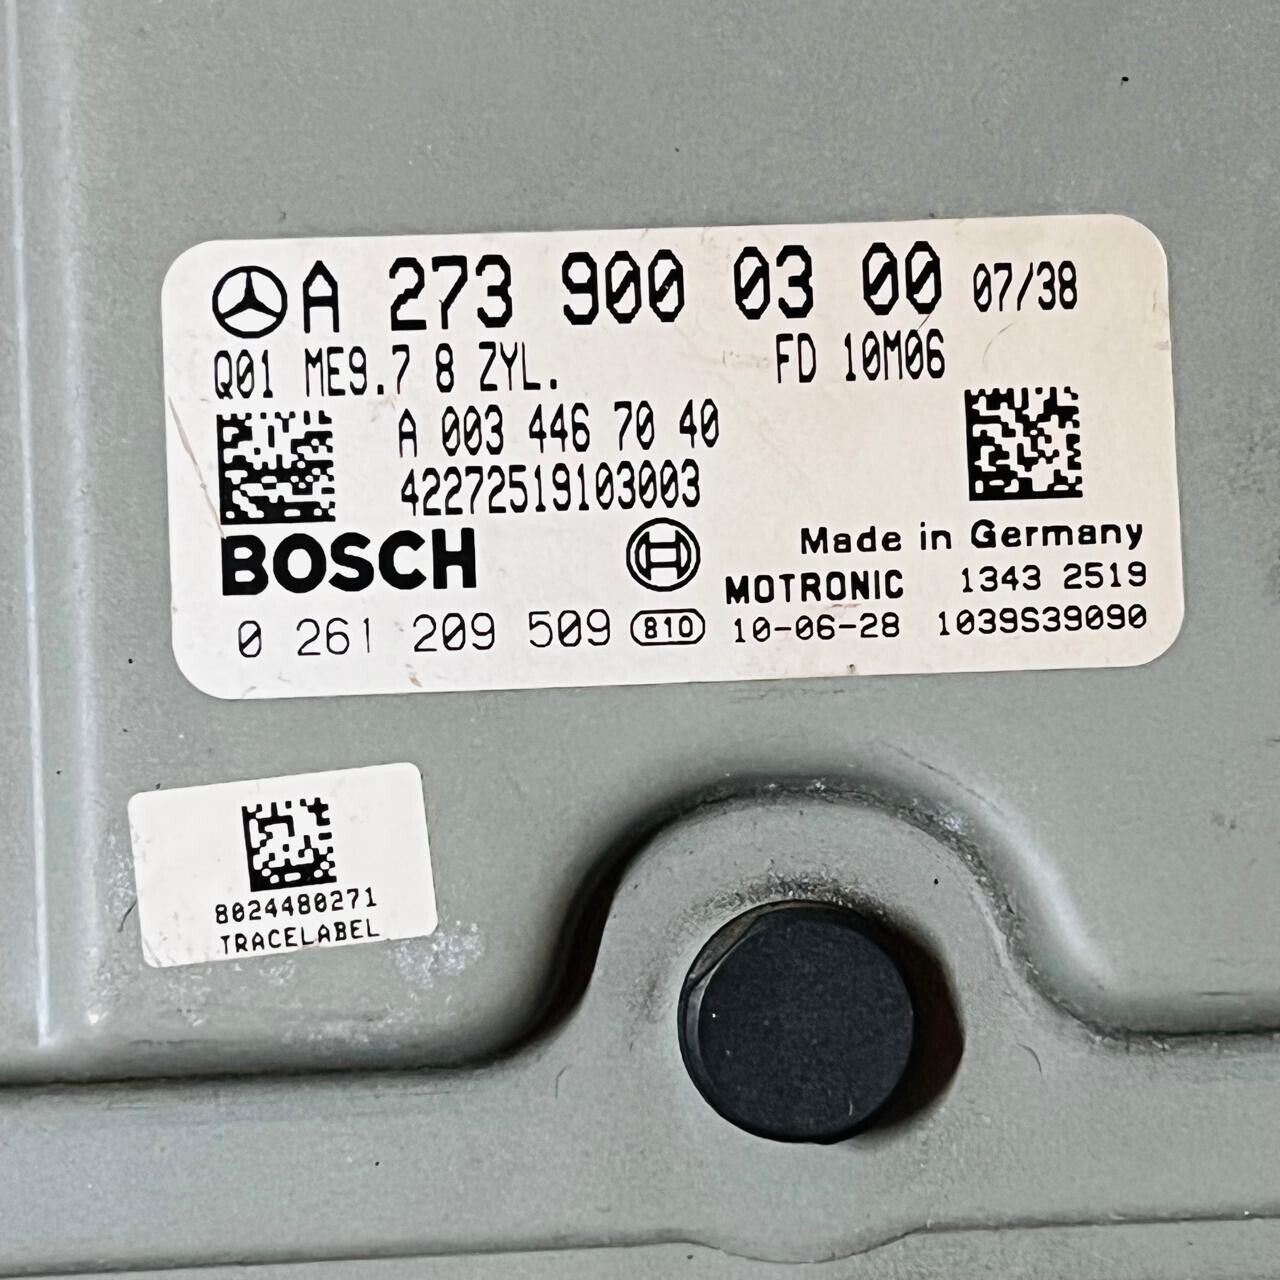 A 273 900 03 00 07/38
Q01 ME9.7 8 ZYL. FD 10M06
A 003 446 70 40
42272519103003
BOSCH Made in Germany
MOTRONIC 1343 2519
0 261 209 509 810 10-06-28 1039S39090
8024480271
TRACELABEL